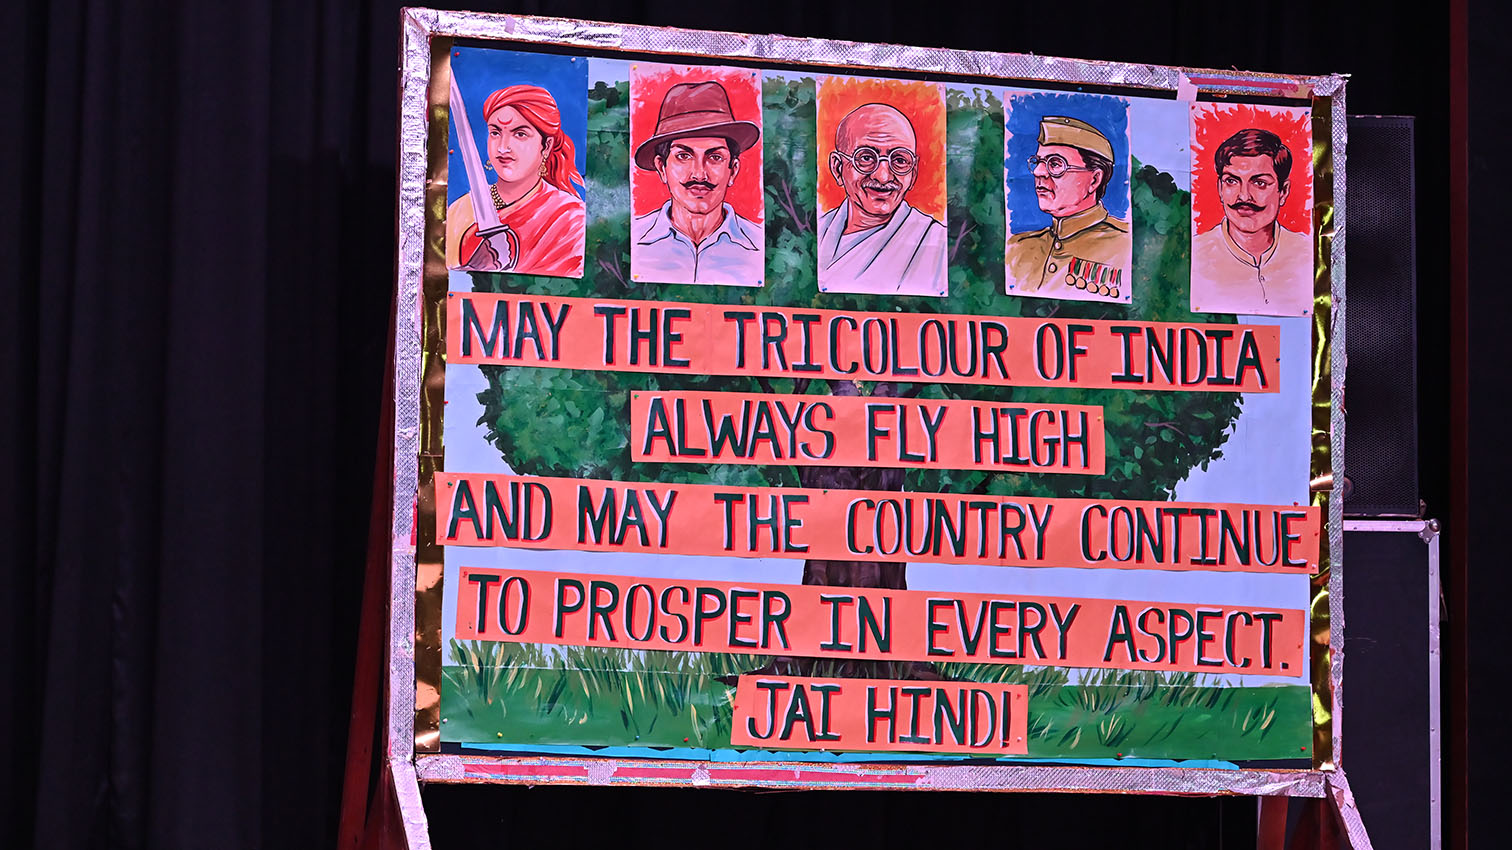 MAY THE TRICOLOUR OF INDIA
ALWAYS FLY HIGH
AND MAY THE COUNTRY CONTINUE
TO PROSPER IN EVERY ASPECT.
JAI HIND!